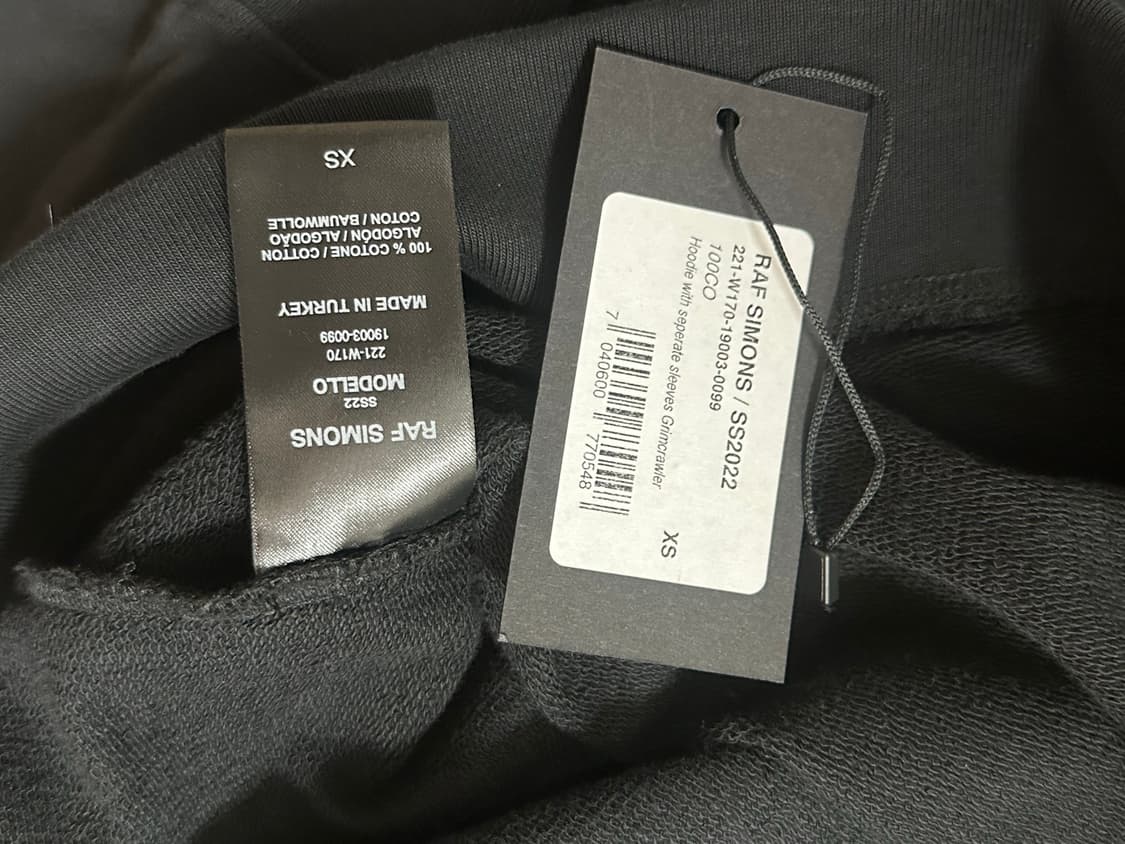 RAF SIMONS
SS22
MODELLO
221-W170
19003-0099
MADE IN TURKEY
100 % COTONE / COTTON
ALGODÓN / ALGODÃO
COTON / BAUMWOLLE
XS
RAF SIMONS / SS2022
221-W170-19003-0099
100CO
Hoodie with seperate sleeves Grimcrawler
XS
7 040600 770548